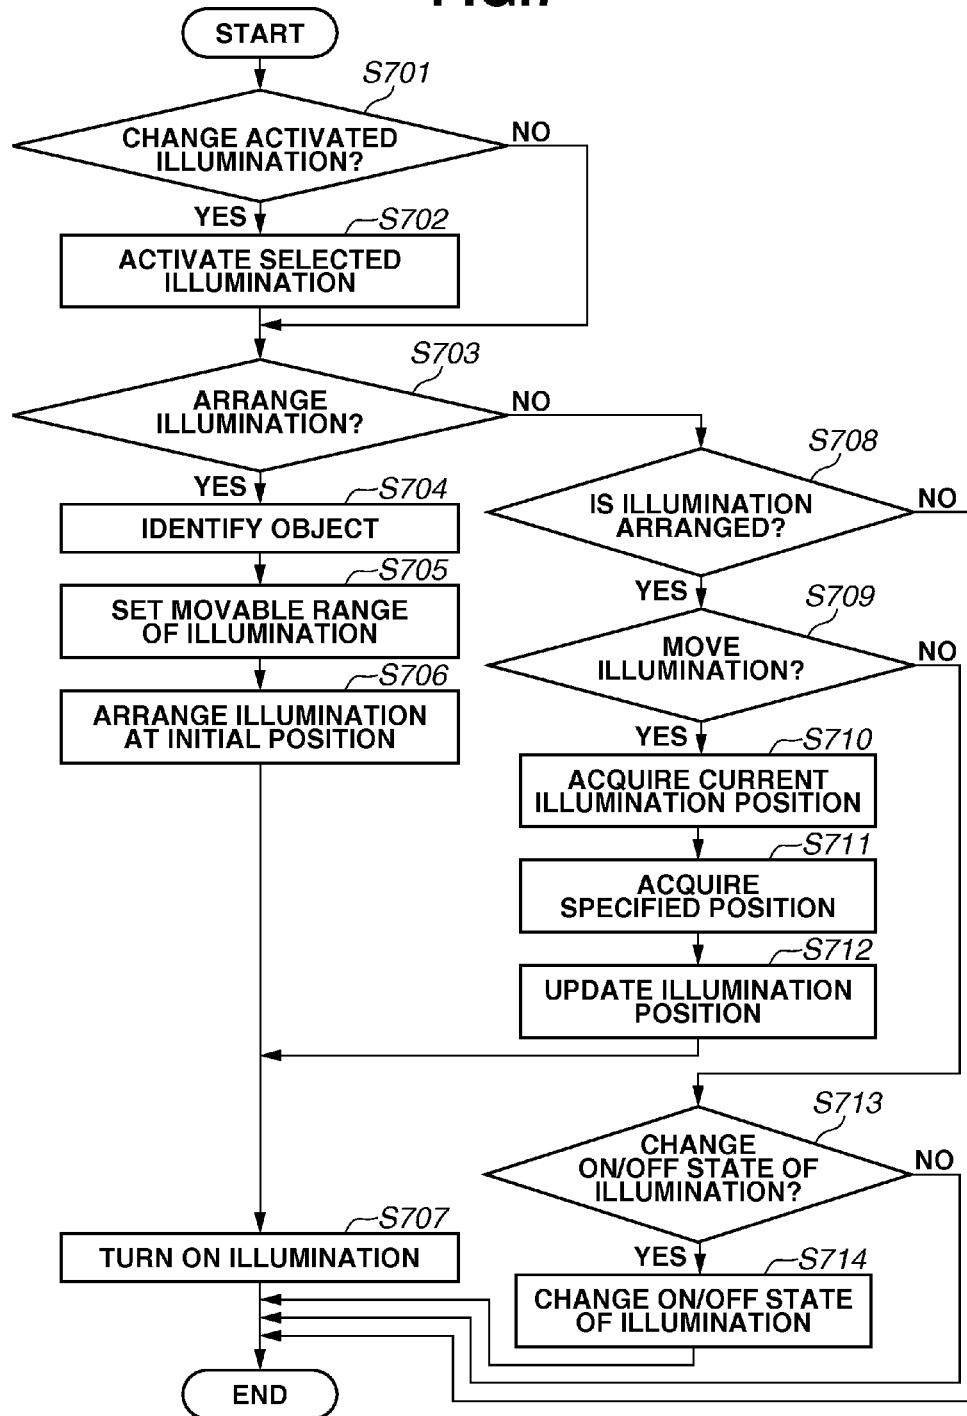 START
S701
CHANGE ACTIVATED
ILLUMINATION?
NO
YES
S702
ACTIVATE SELECTED
ILLUMINATION
S703
ARRANGE
ILLUMINATION?
NO
YES
S704
IDENTIFY OBJECT
S705
SET MOVABLE RANGE
OF ILLUMINATION
S706
ARRANGE ILLUMINATION
AT INITIAL POSITION
S708
IS ILLUMINATION
ARRANGED?
NO
YES
S709
MOVE
ILLUMINATION?
NO
YES
S710
ACQUIRE CURRENT
ILLUMINATION POSITION
S711
ACQUIRE
SPECIFIED POSITION
S712
UPDATE ILLUMINATION
POSITION
S713
CHANGE
ON/OFF STATE OF
ILLUMINATION?
NO
YES
S714
CHANGE ON/OFF STATE
OF ILLUMINATION
S707
TURN ON ILLUMINATION
END